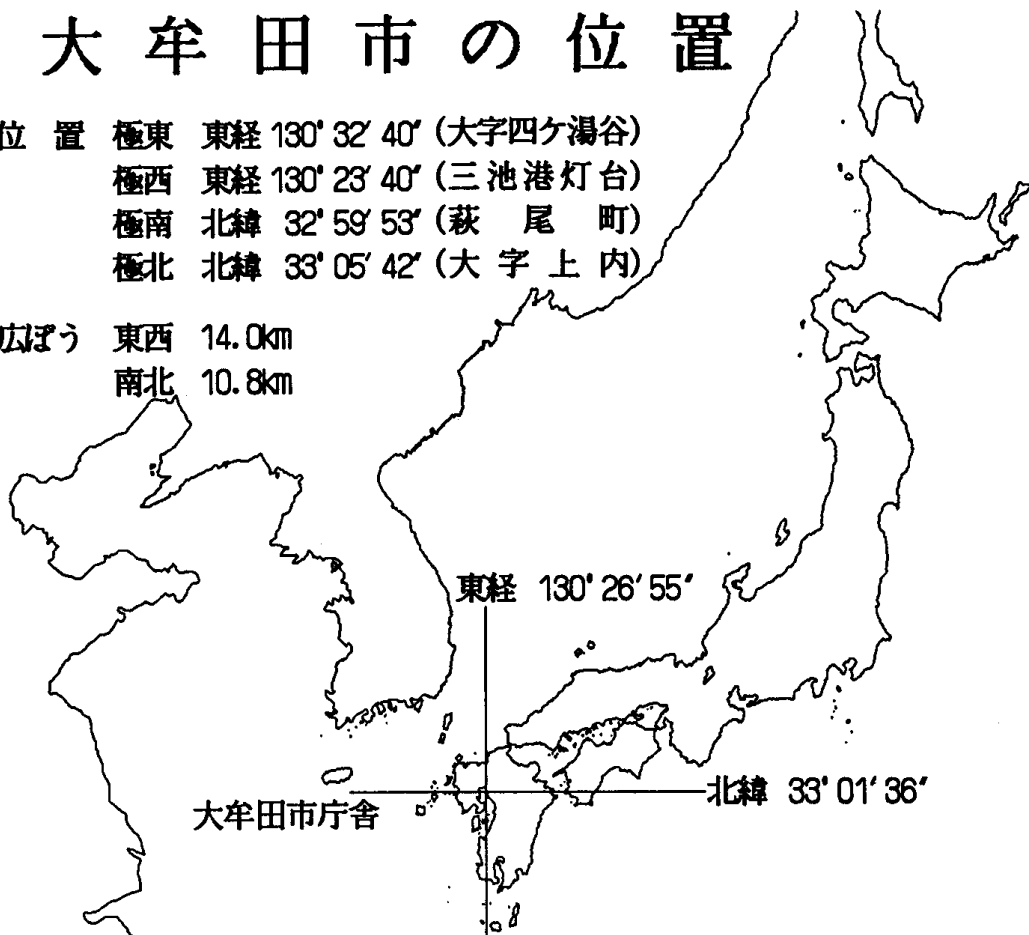 大牟田市の位置
位置 極東 東経 130°32′40″(大字四ケ湯谷)
極西 東経 130°23′40″(三池港灯台)
極南 北緯 32°59′53″(萩尾町)
極北 北緯 33°05′42″(大字上内)
広ぼう 東西 14.0km
南北 10.8km
東経 130°26′55″
北緯 33°01′36″
大牟田市庁舎